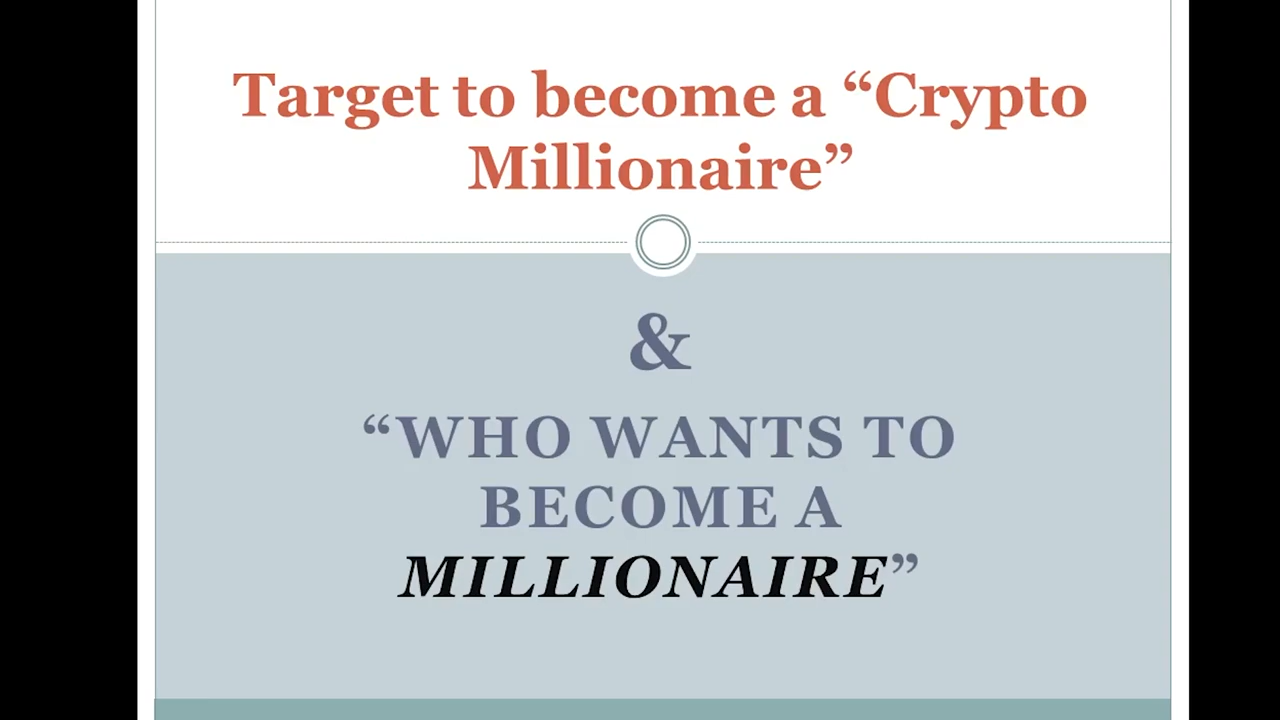 Target to become a “Crypto
Millionaire”
&
“WHO WANTS TO
BECOME A
MILLIONAIRE”